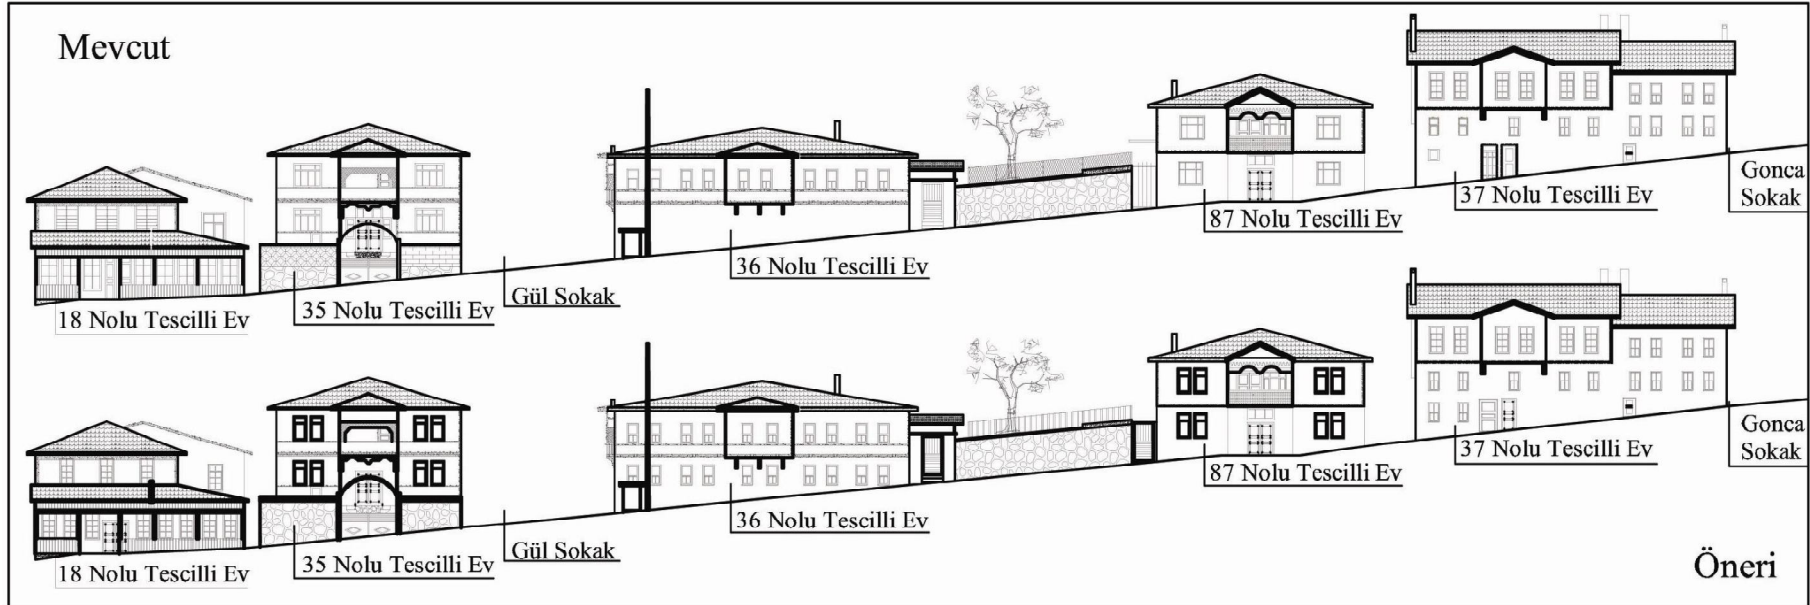 Mevcut
Gonca
Sokak
37 Nolu Tescilli Ev
87 Nolu Tescilli Ev
36 Nolu Tescilli Ev
Gül Sokak
35 Nolu Tescilli Ev
18 Nolu Tescilli Ev
Gonca
Sokak
37 Nolu Tescilli Ev
87 Nolu Tescilli Ev
36 Nolu Tescilli Ev
Gül Sokak
35 Nolu Tescilli Ev
18 Nolu Tescilli Ev
Öneri